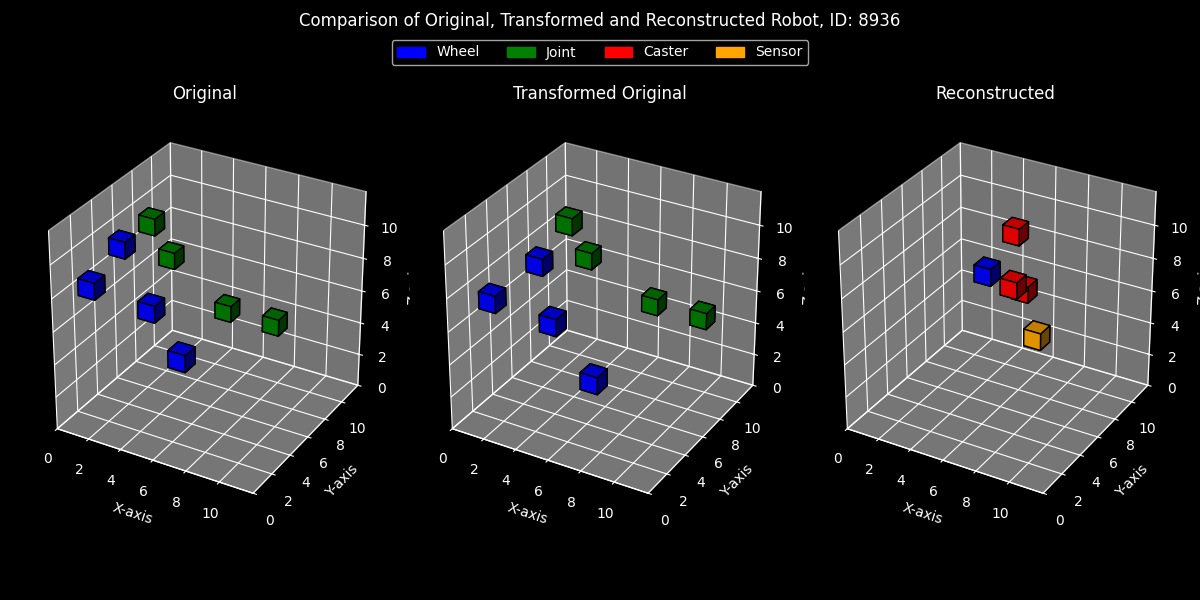 Comparison of Original, Transformed and Reconstructed Robot, ID: 8936
Wheel Joint Caster Sensor
Original Transformed Original Reconstructed
10 10 10
8 8 8
6 6 6
4 4 4
2 2 2
0 0 0
0 2 4 6 8 10 0 2 4 6 8 10 0 2 4 6 8 10
X-axis X-axis X-axis
0 2 4 6 8 10 0 2 4 6 8 10 0 2 4 6 8 10
Y-axis Y-axis Y-axis